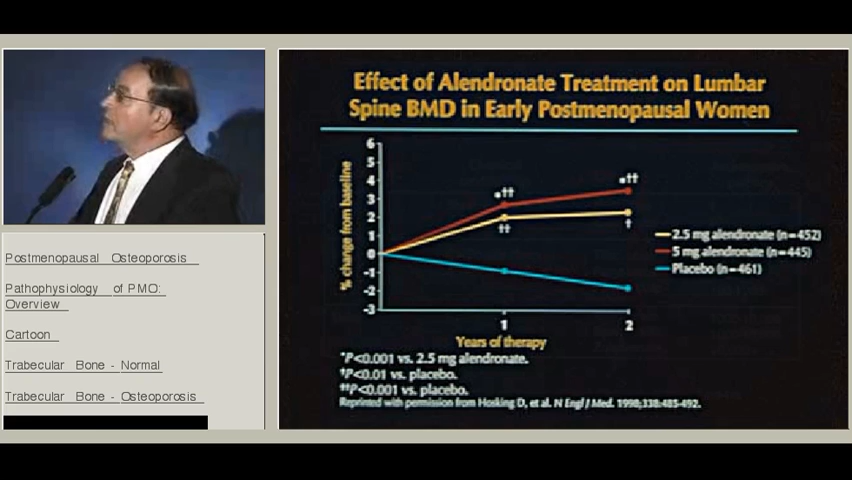 Effect of Alendronate Treatment on Lumbar
Spine BMD in Early Postmenopausal Women
% change from baseline
6
5
4
3
2
1
0
-1
-2
-3
*††
*††
††
†
2.5 mg alendronate (n=452)
5 mg alendronate (n=445)
Placebo (n=461)
1
2
Years of therapy
*P<0.001 vs. 2.5 mg alendronate.
†P<0.01 vs. placebo.
††P<0.001 vs. placebo.
Reprinted with permission from Hosking D, et al. N Engl J Med. 1998;338:485-492.
Postmenopausal Osteoporosis
Pathophysiology of PMO:
Overview
Cartoon
Trabecular Bone - Normal
Trabecular Bone - Osteoporosis